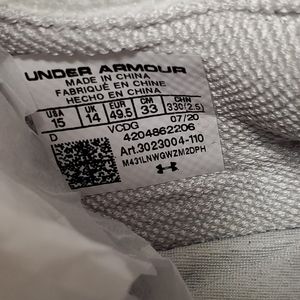 UNDER ARMOUR
MADE IN CHINA
FABRIQUÉ EN CHINE
HECHO EN CHINA
USA UK EUR CM CHN
15 14 49.5 33 330(2.5)
D VCDG 07/20
4204862206
Art.3023004-110
M431LNWGWZM2DPH